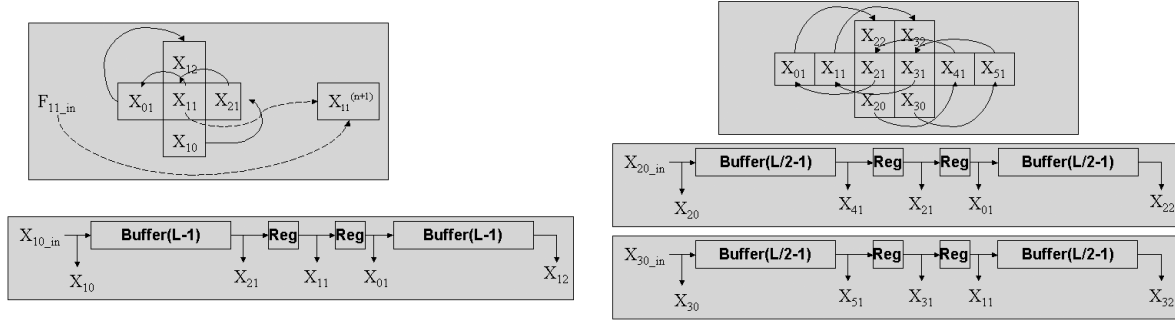 X₁₂
X₀₁ X₁₁ X₂₁
F₁₁_in
X₁₁⁽ⁿ⁺¹⁾
X₁₀
X₁₀_in Buffer(L-1) Reg Reg Buffer(L-1)
X₁₀ X₂₁ X₁₁ X₀₁ X₁₂
X₂₂ X₃₂
X₀₁ X₁₁ X₂₁ X₃₁ X₄₁ X₅₁
X₂₀ X₃₀
X₂₀_in Buffer(L/2-1) Reg Reg Buffer(L/2-1)
X₂₀ X₄₁ X₂₁ X₀₁ X₂₂
X₃₀_in Buffer(L/2-1) Reg Reg Buffer(L/2-1)
X₃₀ X₅₁ X₃₁ X₁₁ X₃₂